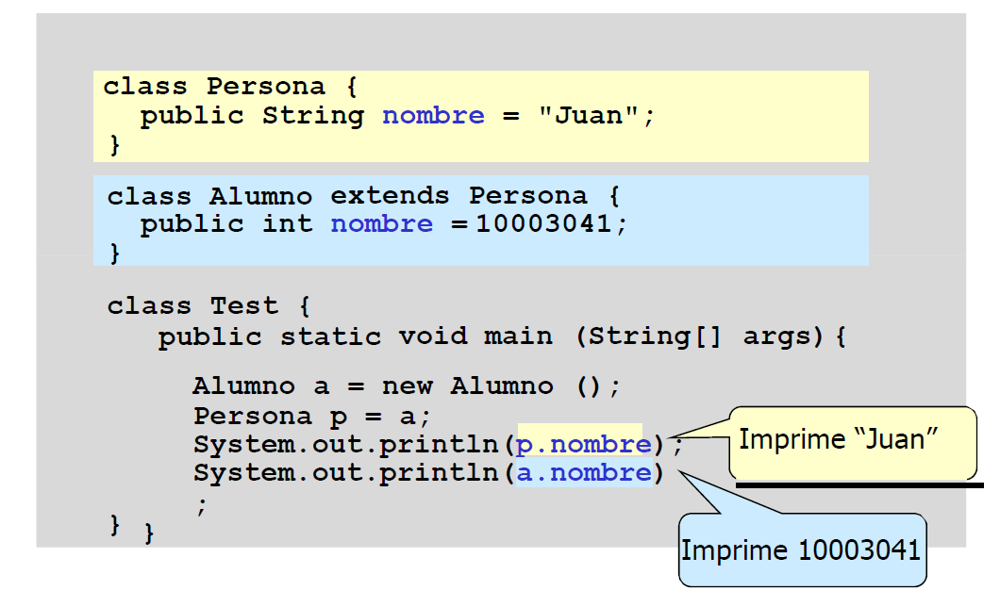 class Persona {
public String nombre = "Juan";
}
class Alumno extends Persona {
public int nombre = 10003041;
}
class Test {
public static void main (String[] args) {
Alumno a = new Alumno ();
Persona p = a;
System.out.println(p.nombre);
Imprime “Juan”
System.out.println(a.nombre)
;
} }
Imprime 10003041